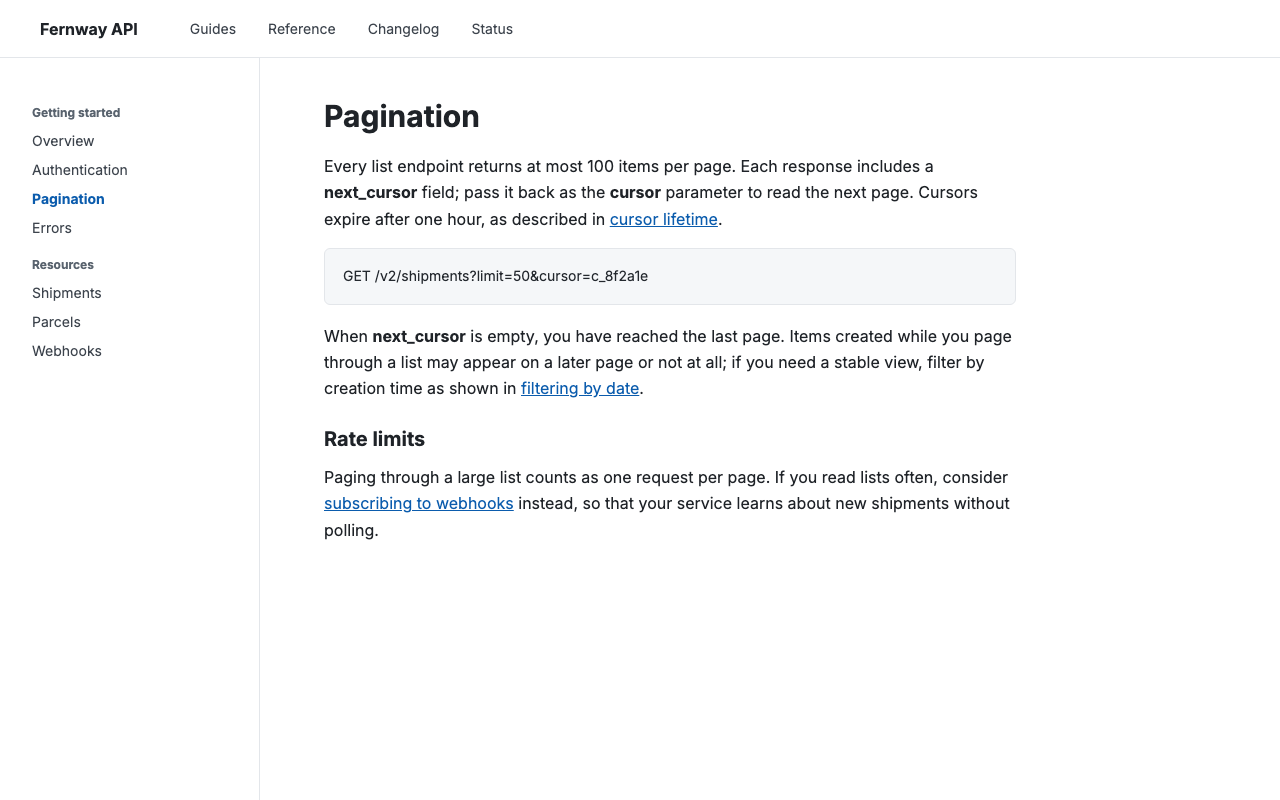 Fernway API
Guides
Reference
Changelog
Status
Getting started
Overview
Authentication
Pagination
Errors
Resources
Shipments
Parcels
Webhooks
Pagination
Every list endpoint returns at most 100 items per page. Each response includes a
next_cursor field; pass it back as the cursor parameter to read the next page. Cursors
expire after one hour, as described in cursor lifetime.
GET /v2/shipments?limit=50&cursor=c_8f2a1e
When next_cursor is empty, you have reached the last page. Items created while you page
through a list may appear on a later page or not at all; if you need a stable view, filter by
creation time as shown in filtering by date.
Rate limits
Paging through a large list counts as one request per page. If you read lists often, consider
subscribing to webhooks instead, so that your service learns about new shipments without
polling.